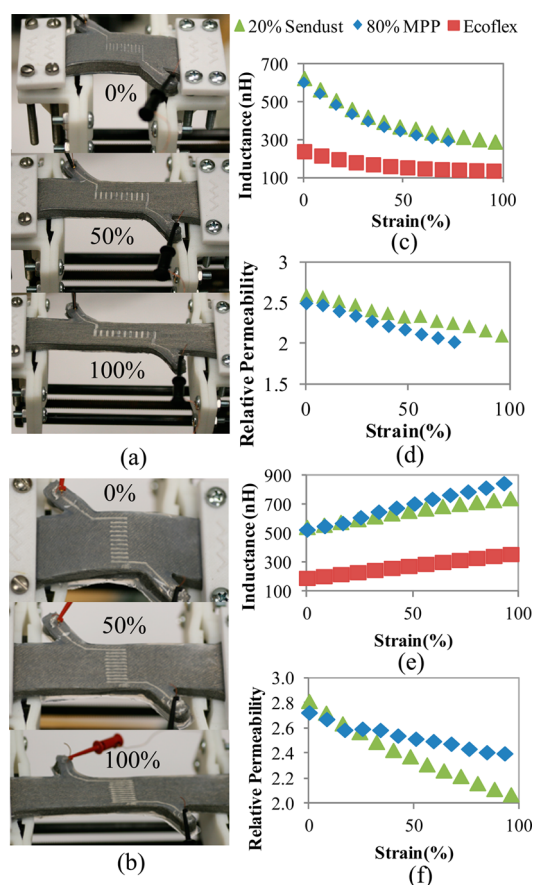 20% Sendust 80% MPP Ecoflex
0%
50%
100%
(a)
Inductance(nH)
700
500
300
100
0 50 100
Strain(%)
(c)
Relative Permeability
3
2.5
2
1.5
0 50 100
Strain(%)
(d)
0%
50%
100%
(b)
Inductance(nH)
900
700
500
300
100
0 50 100
Strain(%)
(e)
Relative Permeability
3.0
2.8
2.6
2.4
2.2
2.0
0 50 100
Strain(%)
(f)